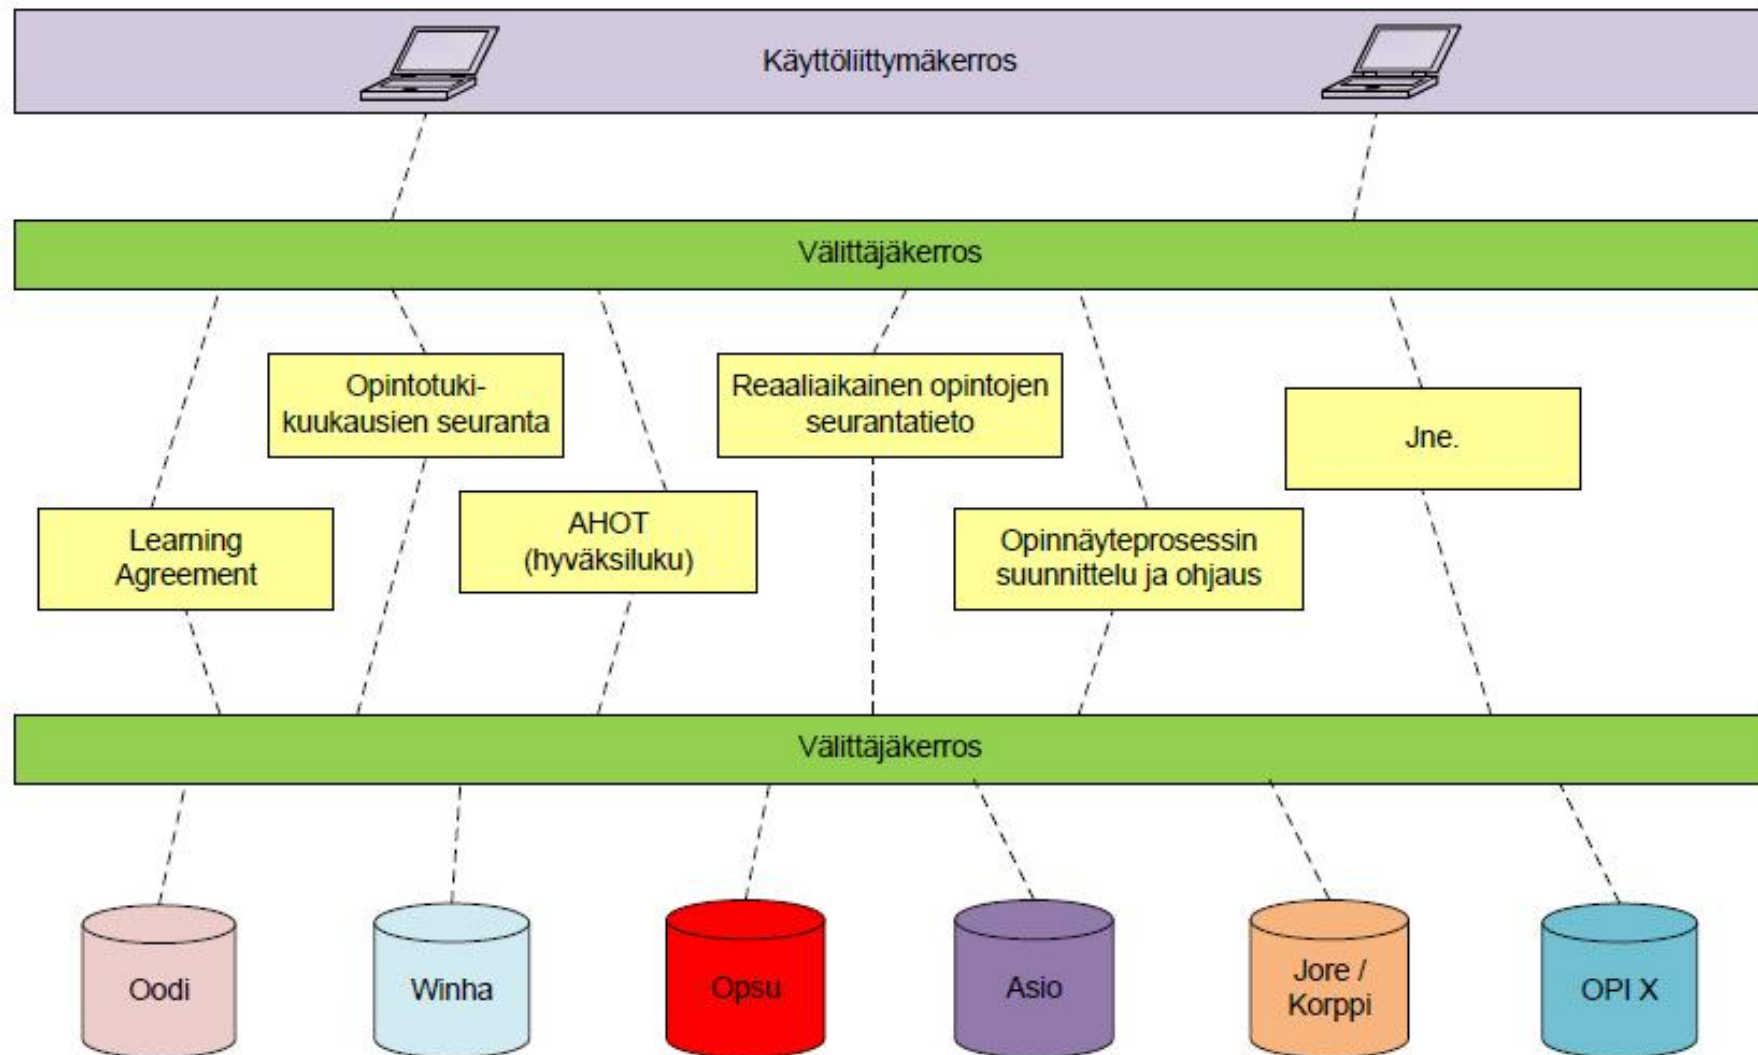 Käyttöliittymäkerros
Välittäjäkerros
Opintotuki-
kuukausien seuranta
Reaaliaikainen opintojen
seurantatieto
Jne.
Learning
Agreement
AHOT
(hyväksiluku)
Opinnäyteprosessin
suunnittelu ja ohjaus
Välittäjäkerros
Oodi
Winha
Opsu
Asio
Jore /
Korppi
OPI X